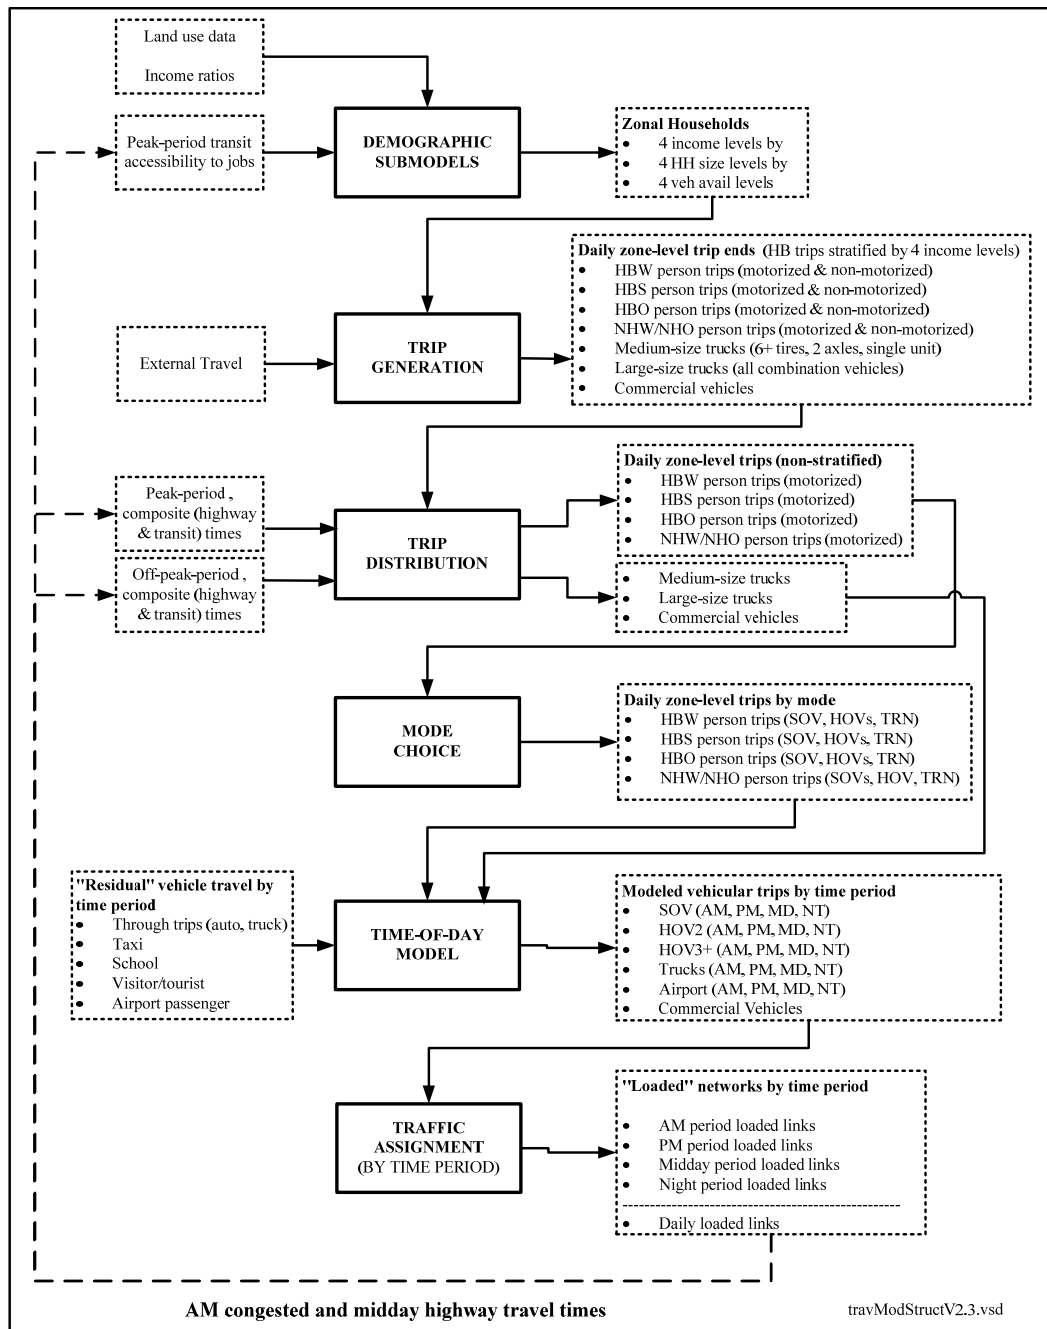 Land use data
Income ratios
Peak-period transit
accessibility to jobs
DEMOGRAPHIC
SUBMODELS
Zonal Households
• 4 income levels by
• 4 HH size levels by
• 4 veh avail levels
External Travel
TRIP
GENERATION
Daily zone-level trip ends (HB trips stratified by 4 income levels)
• HBW person trips (motorized & non-motorized)
• HBS person trips (motorized & non-motorized)
• HBO person trips (motorized & non-motorized)
• NHW/NHO person trips (motorized & non-motorized)
• Medium-size trucks (6+ tires, 2 axles, single unit)
• Large-size trucks (all combination vehicles)
• Commercial vehicles
Peak-period ,
composite (highway
& transit) times
Off-peak-period ,
composite (highway
& transit) times
TRIP
DISTRIBUTION
Daily zone-level trips (non-stratified)
• HBW person trips (motorized)
• HBS person trips (motorized)
• HBO person trips (motorized)
• NHW/NHO person trips (motorized)
• Medium-size trucks
• Large-size trucks
• Commercial vehicles
MODE
CHOICE
Daily zone-level trips by mode
• HBW person trips (SOV, HOVs, TRN)
• HBS person trips (SOV, HOVs, TRN)
• HBO person trips (SOV, HOVs, TRN)
• NHW/NHO person trips (SOVs, HOV, TRN)
"Residual" vehicle travel by
time period
• Through trips (auto, truck)
• Taxi
• School
• Visitor/tourist
• Airport passenger
TIME-OF-DAY
MODEL
Modeled vehicular trips by time period
• SOV (AM, PM, MD, NT)
• HOV2 (AM, PM, MD, NT)
• HOV3+ (AM, PM, MD, NT)
• Trucks (AM, PM, MD, NT)
• Airport (AM, PM, MD, NT)
• Commercial Vehicles
TRAFFIC
ASSIGNMENT
(BY TIME PERIOD)
"Loaded" networks by time period
• AM period loaded links
• PM period loaded links
• Midday period loaded links
• Night period loaded links
• Daily loaded links
AM congested and midday highway travel times
travModStructV2.3.vsd